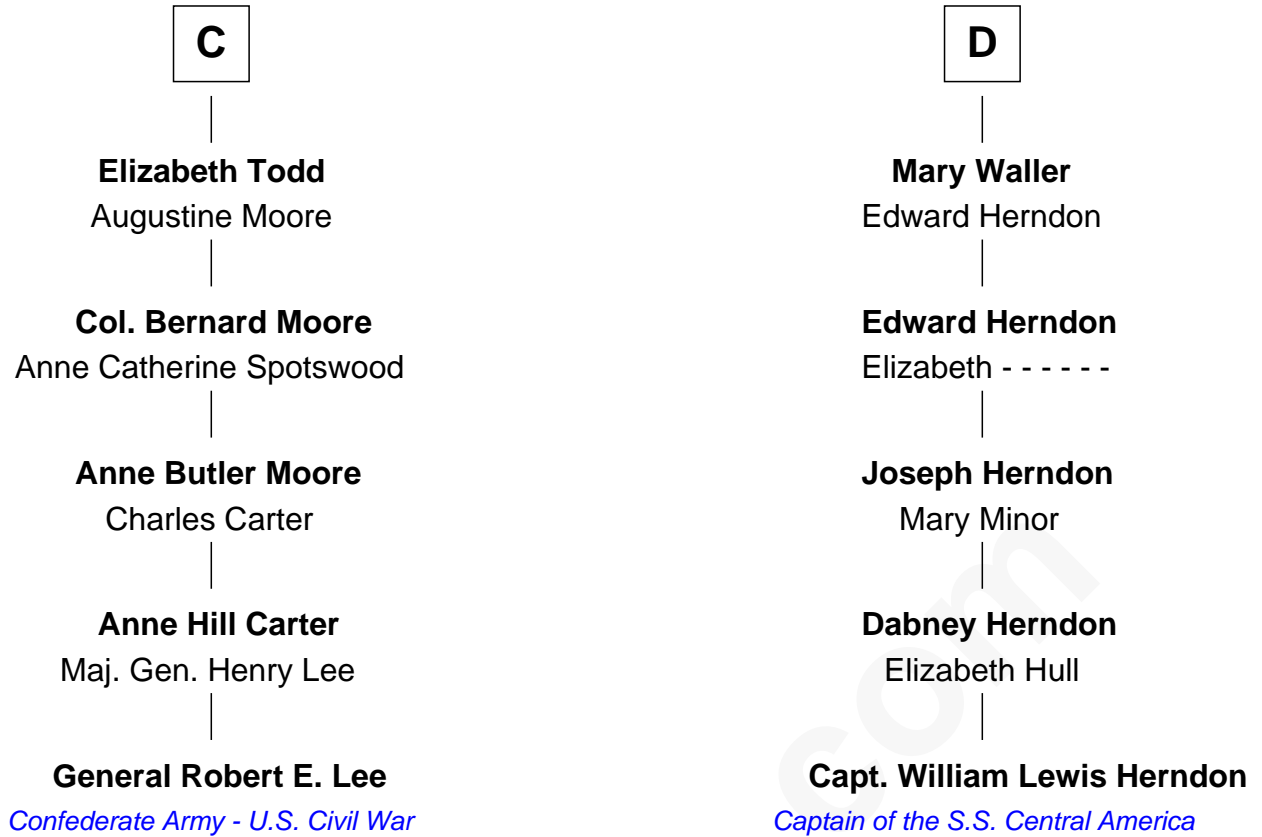 C
Elizabeth Todd
Augustine Moore
Col. Bernard Moore
Anne Catherine Spotswood
Anne Butler Moore
Charles Carter
Anne Hill Carter
Maj. Gen. Henry Lee
General Robert E. Lee
Confederate Army - U.S. Civil War
D
Mary Waller
Edward Herndon
Edward Herndon
Elizabeth - - - - - -
Joseph Herndon
Mary Minor
Dabney Herndon
Elizabeth Hull
Capt. William Lewis Herndon
Captain of the S.S. Central America
com